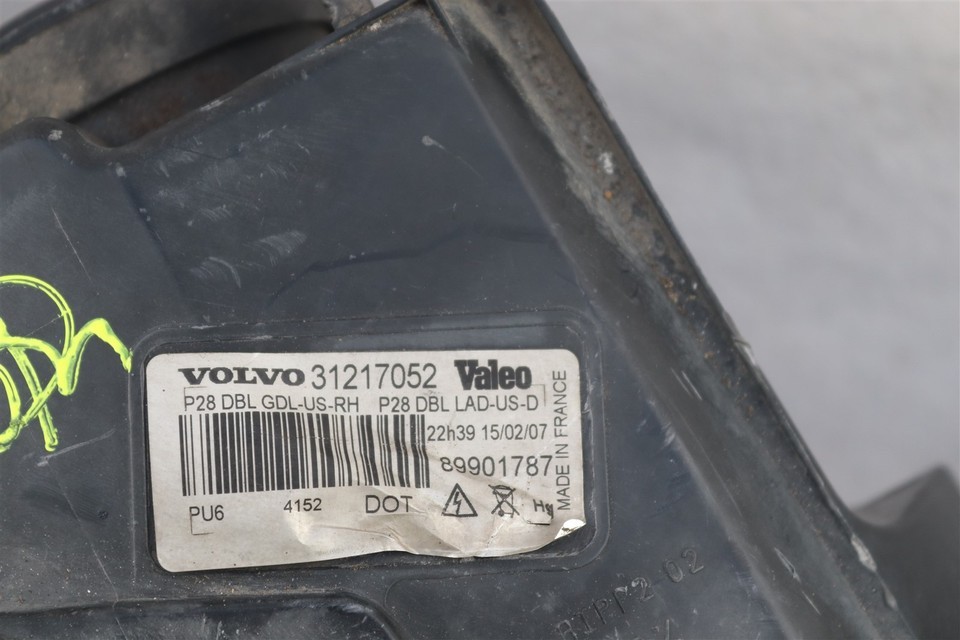 VOLVO 31217052 Valeo
P28 DBL GDL-US-RH P28 DBL LAD-US-D
22h39 15/02/07
89901787
MADE IN FRANCE
PU6 4152 DOT Hg